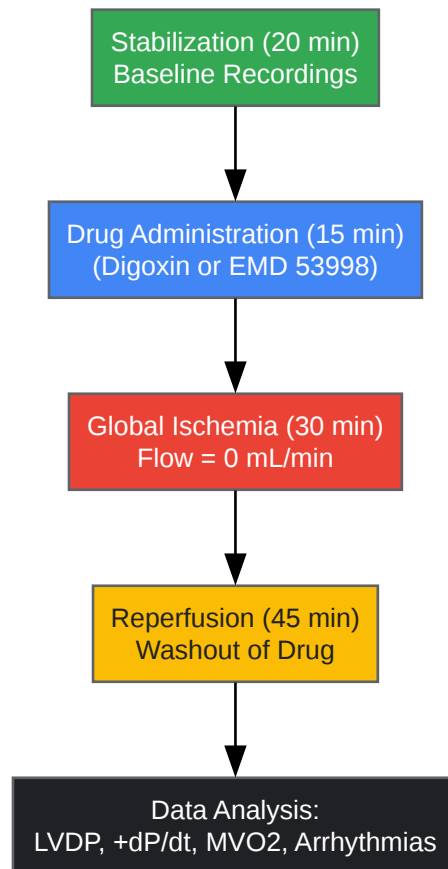 Stabilization (20 min)
Baseline Recordings
Drug Administration (15 min)
(Digoxin or EMD 53998)
Global Ischemia (30 min)
Flow = 0 mL/min
Reperfusion (45 min)
Washout of Drug
Data Analysis:
LVDP, +dP/dt, MVO2, Arrhythmias